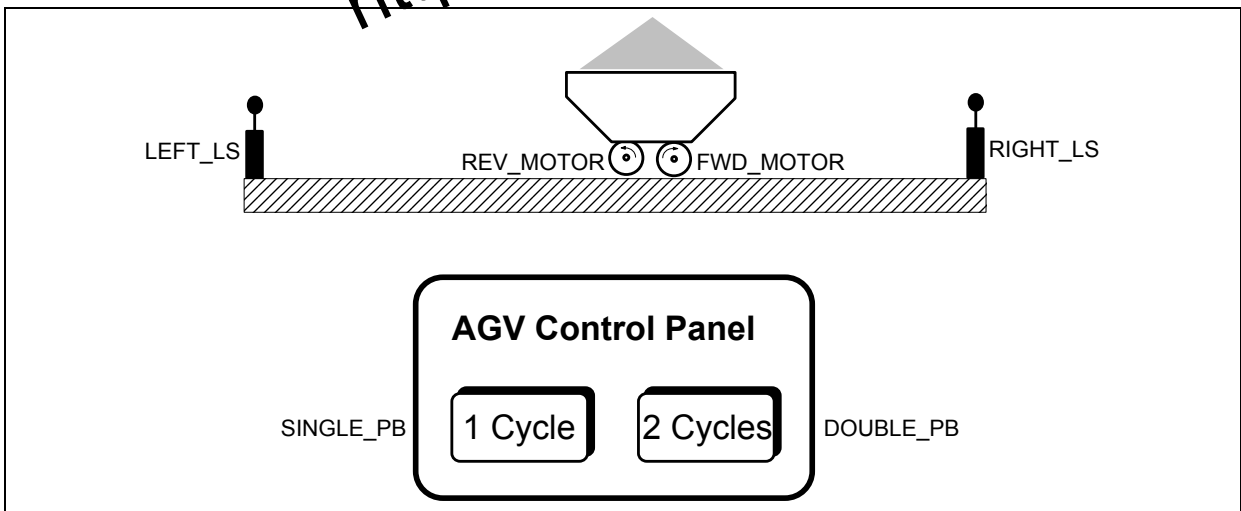 LEFT_LS
RIGHT_LS
REV_MOTOR
FWD_MOTOR
AGV Control Panel
SINGLE_PB
1 Cycle
2 Cycles
DOUBLE_PB